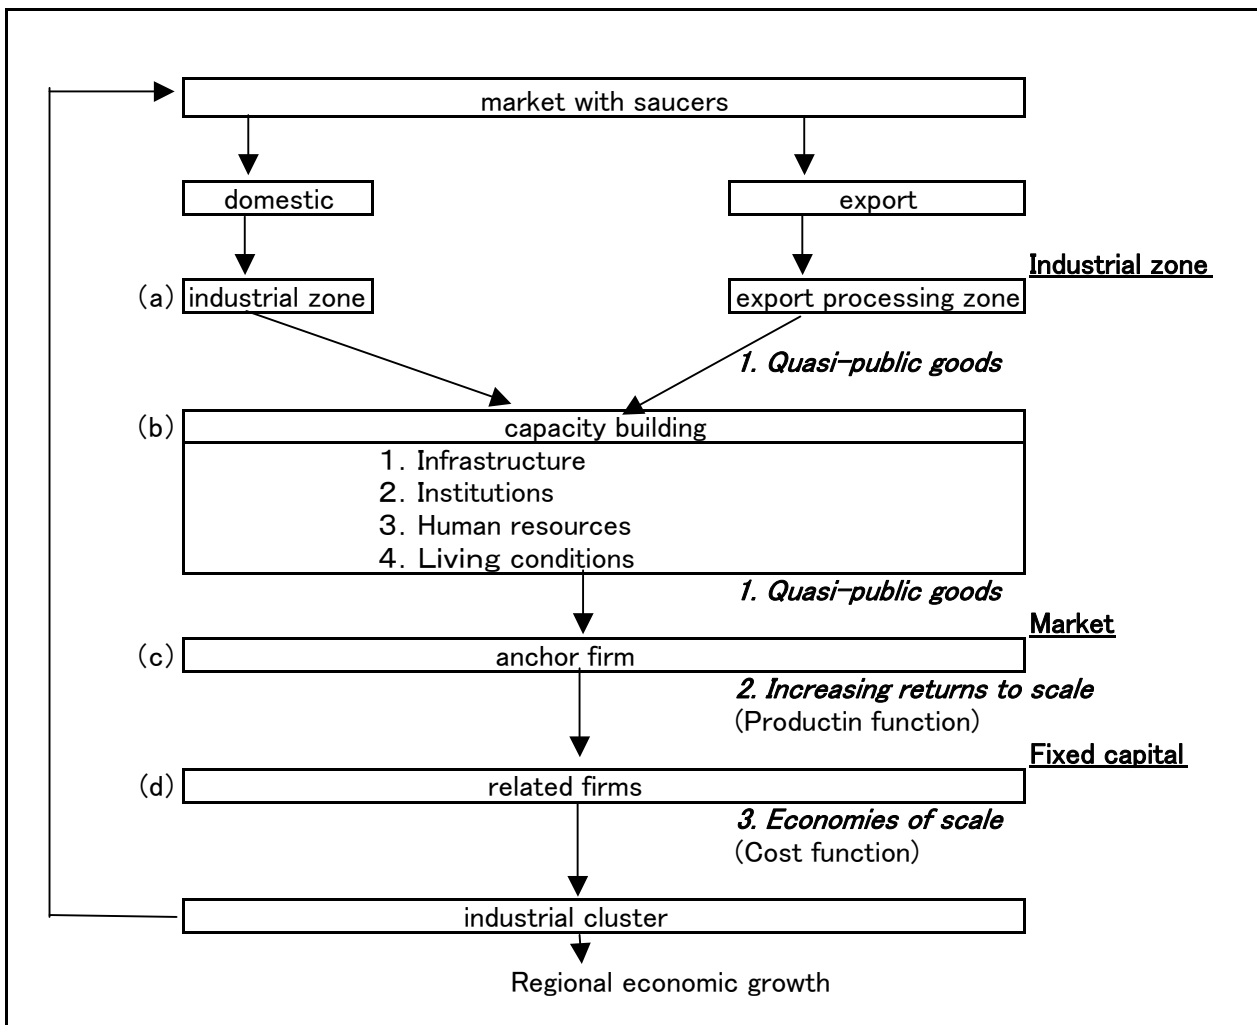 market with saucers
domestic
export
Industrial zone
(a) industrial zone
export processing zone
1. Quasi-public goods
(b) capacity building
1. Infrastructure
2. Institutions
3. Human resources
4. Living conditions
1. Quasi-public goods
Market
(c) anchor firm
2. Increasing returns to scale
(Productin function)
Fixed capital
(d) related firms
3. Economies of scale
(Cost function)
industrial cluster
Regional economic growth